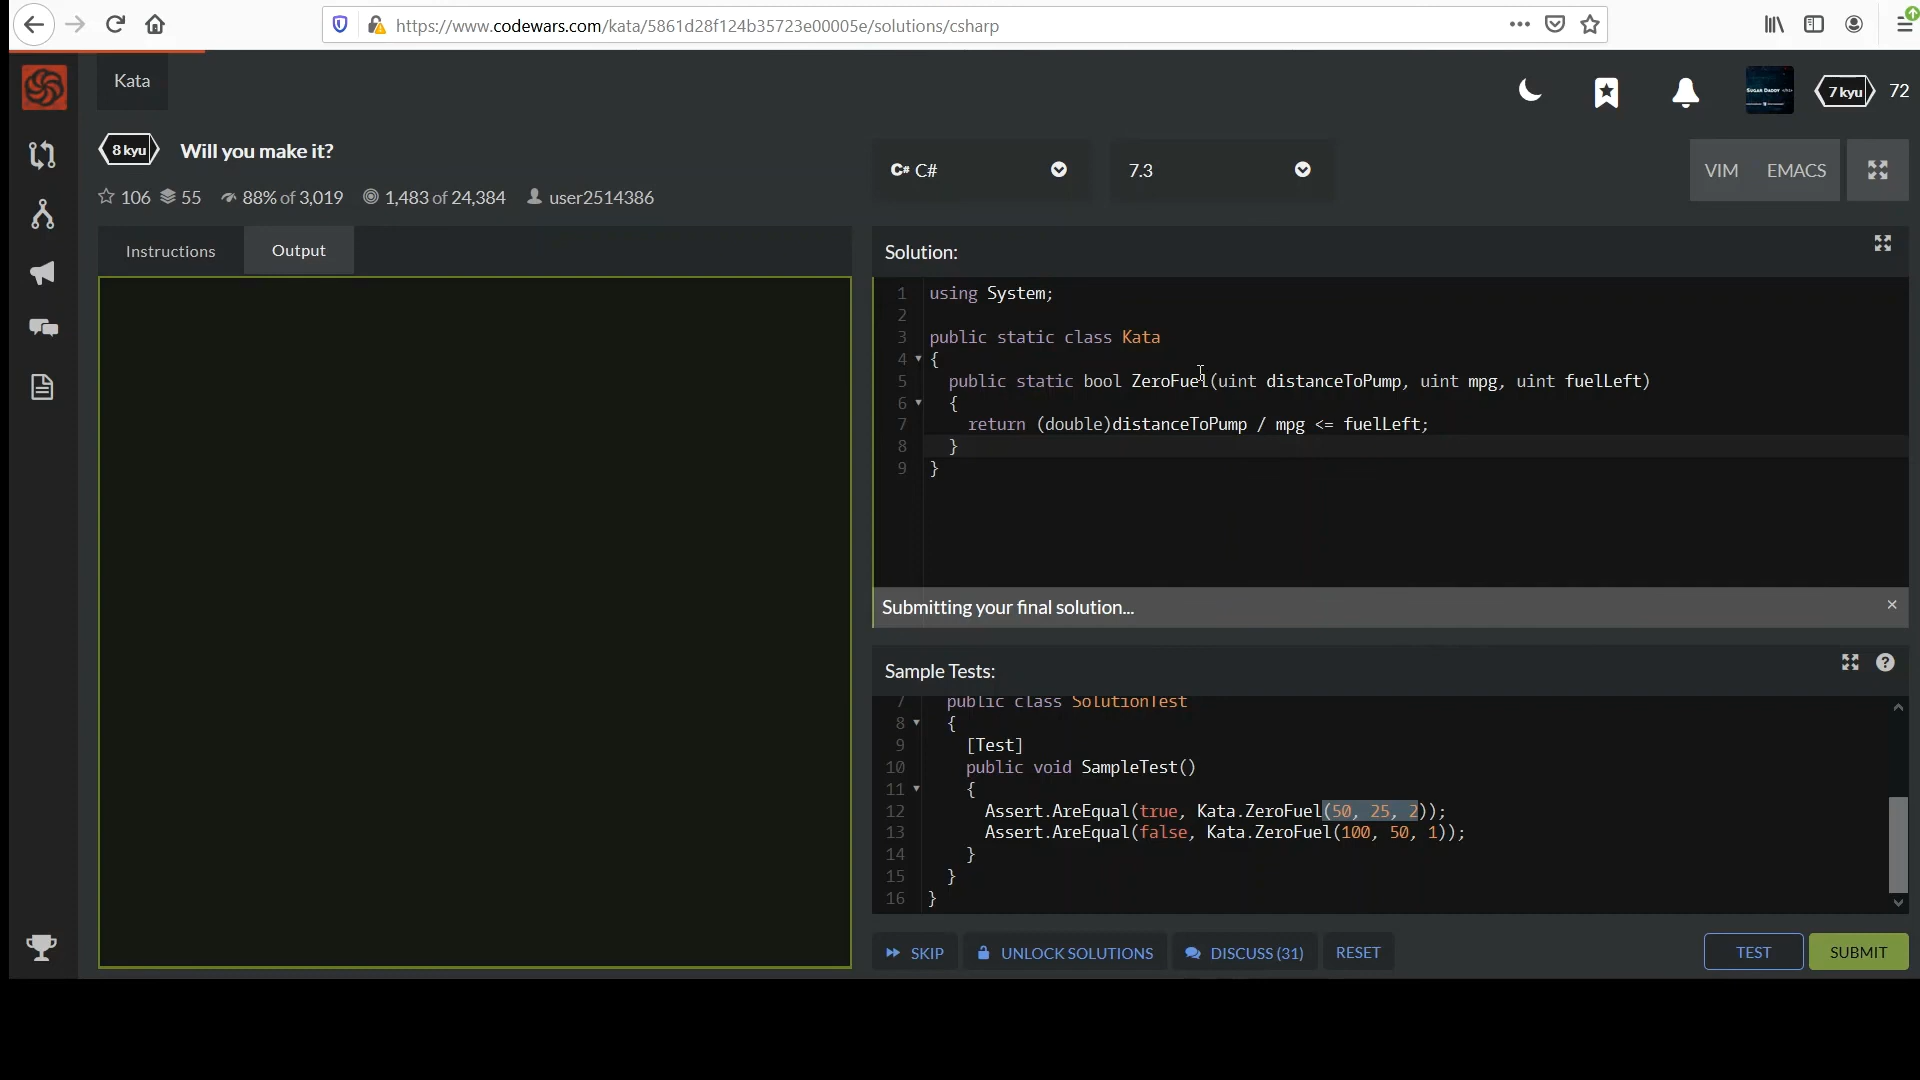 https://www.codewars.com/kata/5861d28f124b35723e00005e/solutions/csharp
Kata
SUGAR DADDY </h1>
7 kyu
72
8 kyu
Will you make it?
106 55 88% of 3,019 1,483 of 24,384 user2514386
C# C#
7.3
VIM EMACS
Instructions
Output
Solution:
1 using System;
2
3 public static class Kata
4 {
5 public static bool ZeroFuel(uint distanceToPump, uint mpg, uint fuelLeft)
6 {
7 return (double)distanceToPump / mpg <= fuelLeft;
8 }
9 }
Submitting your final solution...
×
Sample Tests:
7 public class SolutionTest
8 {
9 [Test]
10 public void SampleTest()
11 {
12 Assert.AreEqual(true, Kata.ZeroFuel(50, 25, 2));
13 Assert.AreEqual(false, Kata.ZeroFuel(100, 50, 1));
14 }
15 }
16 }
SKIP
UNLOCK SOLUTIONS
DISCUSS (31)
RESET
TEST
SUBMIT